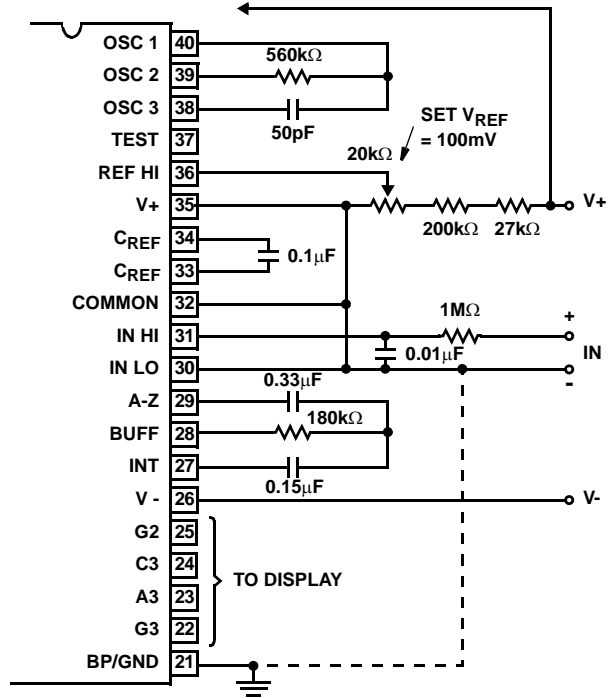 OSC 1 40
560kΩ
OSC 2 39
OSC 3 38
50pF
SET VREF
= 100mV
TEST 37
20kΩ
REF HI 36
V+ 35
V+
200kΩ 27kΩ
CREF 34
0.1µF
CREF 33
COMMON 32
1MΩ
+
IN HI 31
0.01µF
IN
IN LO 30
-
0.33µF
A-Z 29
180kΩ
BUFF 28
INT 27
0.15µF
V - 26
V-
G2 25
C3 24
TO DISPLAY
A3 23
G3 22
BP/GND 21